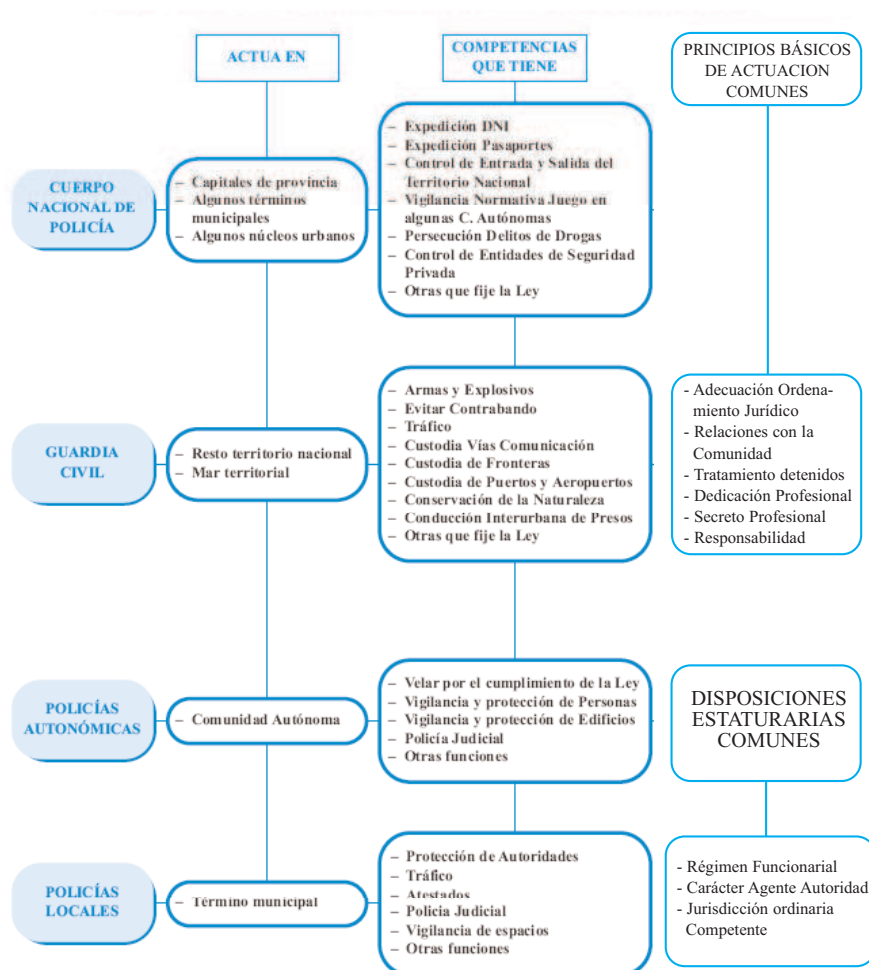 ACTUA EN
COMPETENCIAS
QUE TIENE
PRINCIPIOS BÁSICOS
DE ACTUACION
COMUNES
CUERPO
NACIONAL DE
POLICÍA
– Capitales de província
– Algunos términos
municipales
– Algunos núcleos urbanos
– Expedición DNI
– Expedición Pasaportes
– Control de Entrada y Salida del
Territorio Nacional
– Vigilancia Normativa Juego en
algunas C. Autónomas
– Persecución Delitos de Drogas
– Control de Entidades de Seguridad
Privada
– Otras que fije la Ley
GUARDIA
CIVIL
– Resto territorio nacional
– Mar territorial
– Armas y Explosivos
– Evitar Contrabando
– Tráfico
– Custodia Vías Comunicación
– Custodia de Fronteras
– Custodia de Puertos y Aeropuertos
– Conservación de la Naturaleza
– Conducción Interurbana de Presos
– Otras que fije la Ley
- Adecuación Ordena-
miento Jurídico
- Relaciones con la
Comunidad
- Tratamiento detenidos
- Dedicación Profesional
- Secreto Profesional
- Responsabilidad
POLICÍAS
AUTONÓMICAS
– Comunidad Autónoma
– Velar por el cumplimiento de la Ley
– Vigilancia y protección de Personas
– Vigilancia y protección de Edificios
– Policía Judicial
– Otras funciones
DISPOSICIONES
ESTATURARIAS
COMUNES
POLICÍAS
LOCALES
– Término municipal
– Protección de Autoridades
– Tráfico
– Atestados
– Policia Judicial
– Vigilancia de espacios
– Otras funciones
- Régimen Funcionarial
- Carácter Agente Autoridad
- Jurisdicción ordinaria
Competente